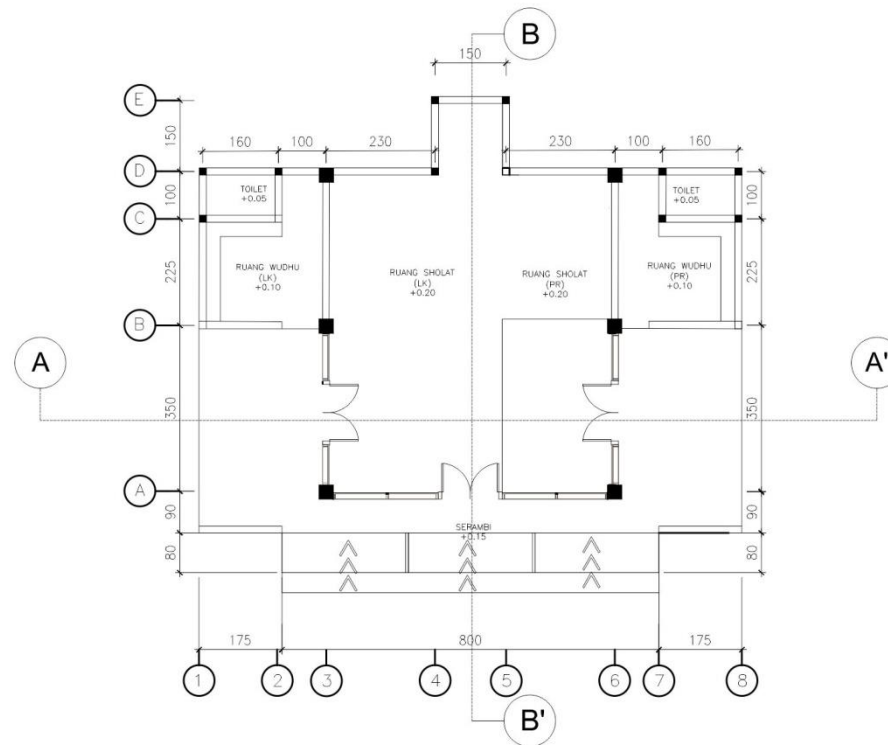 B
150
E
150
160 100 230 230 100 160
D
TOILET
+0.05
TOILET
+0.05
100
100
C
225
225
RUANG WUDHU
(LK)
+0.10
RUANG SHOLAT
(LK)
+0.20
RUANG SHOLAT
(PR)
+0.20
RUANG WUDHU
(PR)
+0.10
B
A
A'
350
350
A
90
90
SERAMBI
+0.15
80
80
175 800 175
1 2 3 4 5 6 7 8
B'